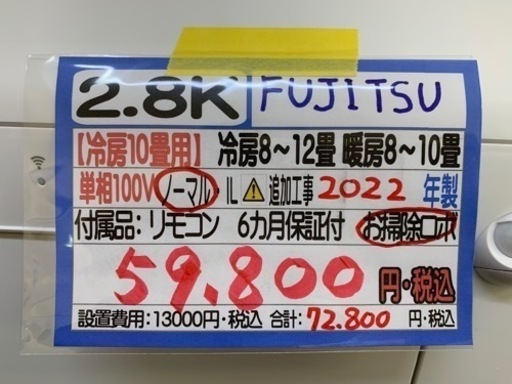 2.8K FUJITSU
【冷房10畳用】 冷房8～12畳 暖房8～10畳
単相100V ノーマル・IL ⚠追加工事 2022 年製
付属品：リモコン 6カ月保証付 お掃除ロボ
59.800 円・税込
設置費用：13000円・税込 合計：72.800 円・税込